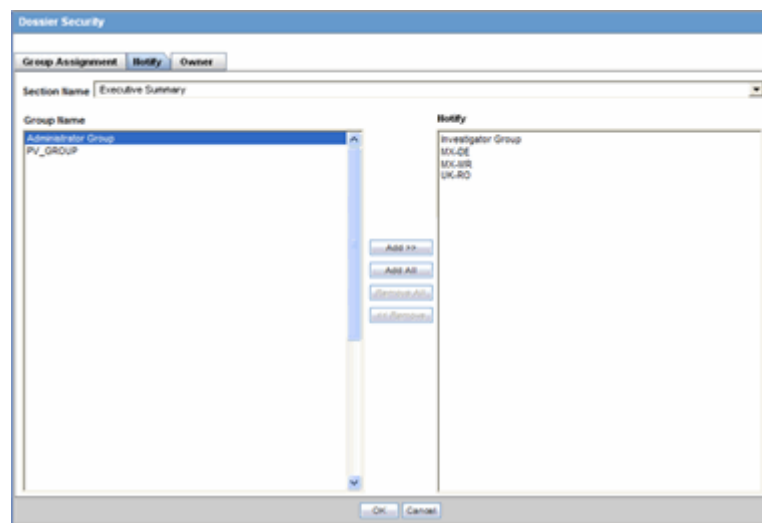 Dossier Security
Group Assignment Notify Owner
Section Name Executive Summary
Group Name Notify
Administrator Group
PV_GROUP
Investigator Group
MX-DE
MX-MR
UK-RO
Add >>
Add All
Remove All
<< Remove
OK Cancel